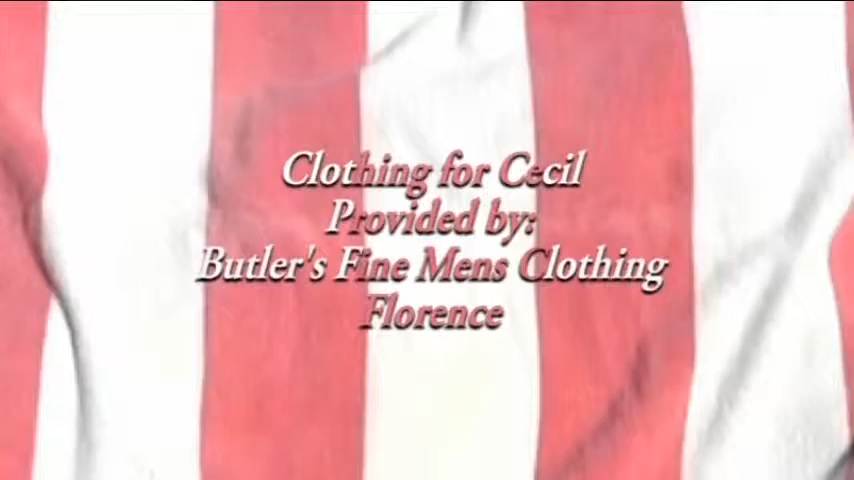 Clothing for Cecil
Provided by:
Butler's Fine Mens Clothing
Florence